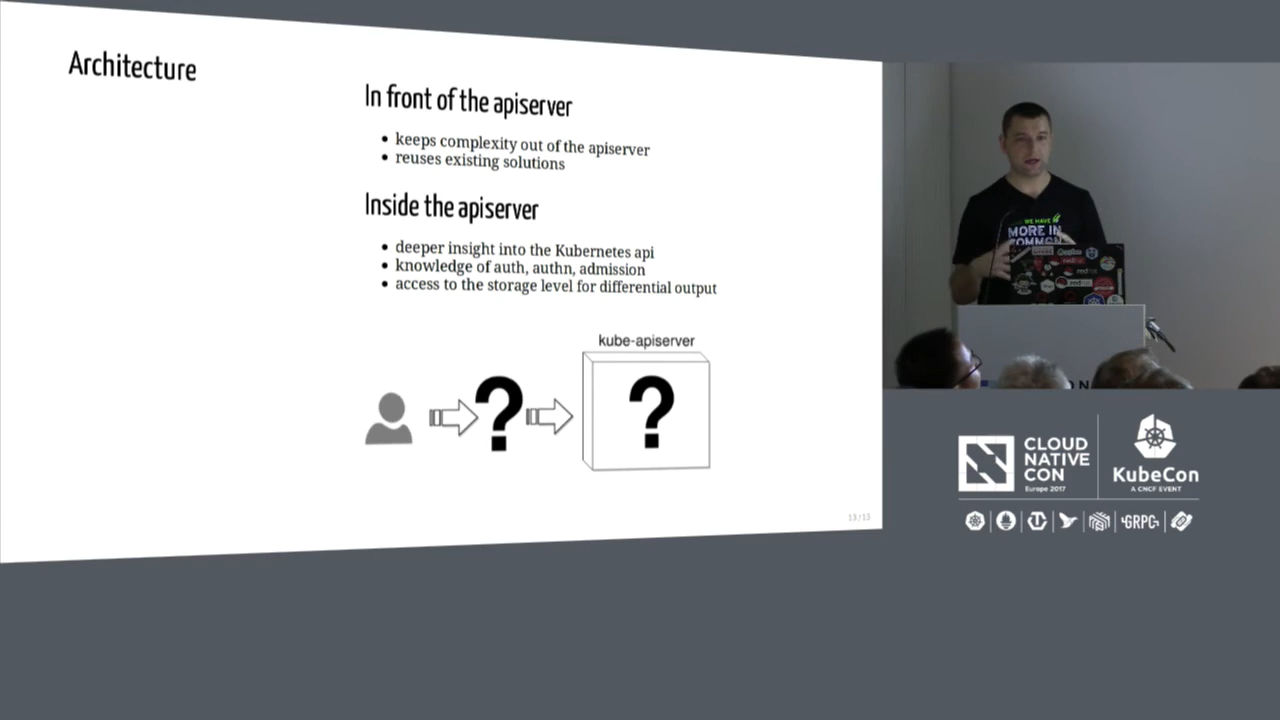 Architecture
In front of the apiserver
• keeps complexity out of the apiserver
• reuses existing solutions
Inside the apiserver
• deeper insight into the Kubernetes api
• knowledge of auth, authn, admission
• access to the storage level for differential output
kube-apiserver
? ?
13/13
WE HAVE
MORE IN
COMMON
CLOUD
NATIVE
CON
Europe 2017
KubeCon
A CNCF EVENT
GRPC